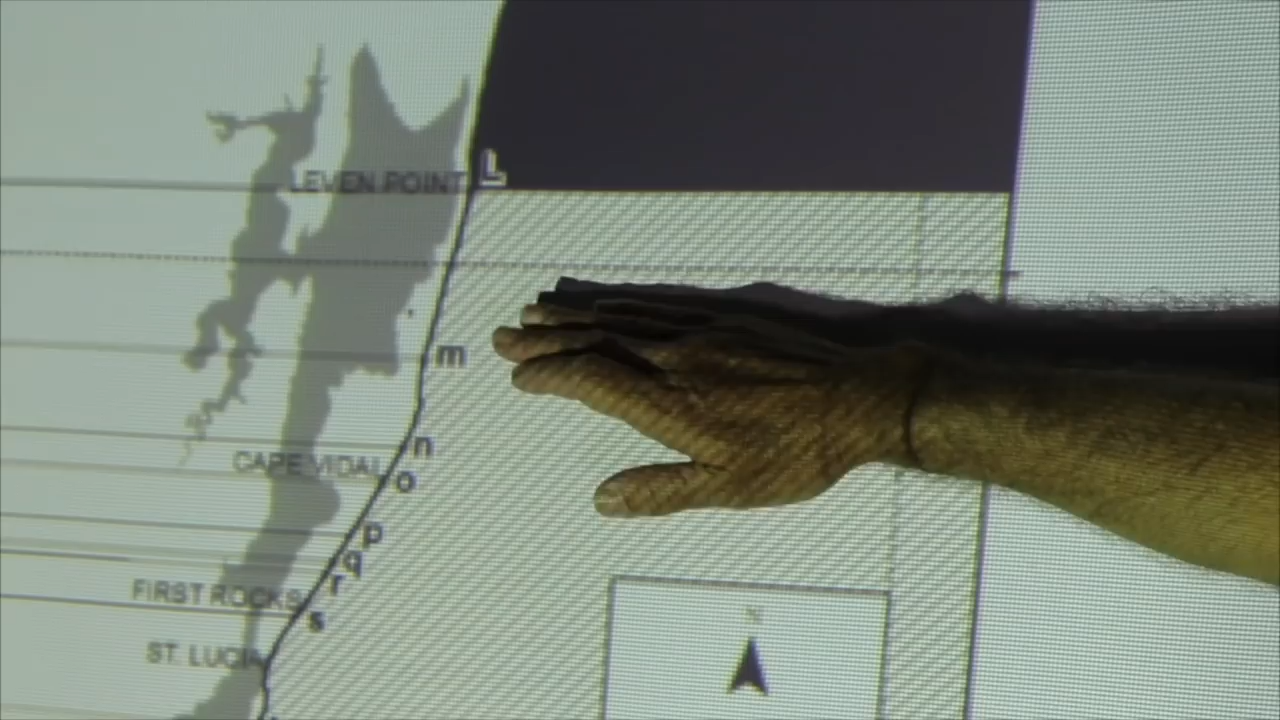 LEVEN POINT
L
m
n
CAPE VIDAL
o
p
q
r
FIRST ROCKS
s
ST. LUCIA
N